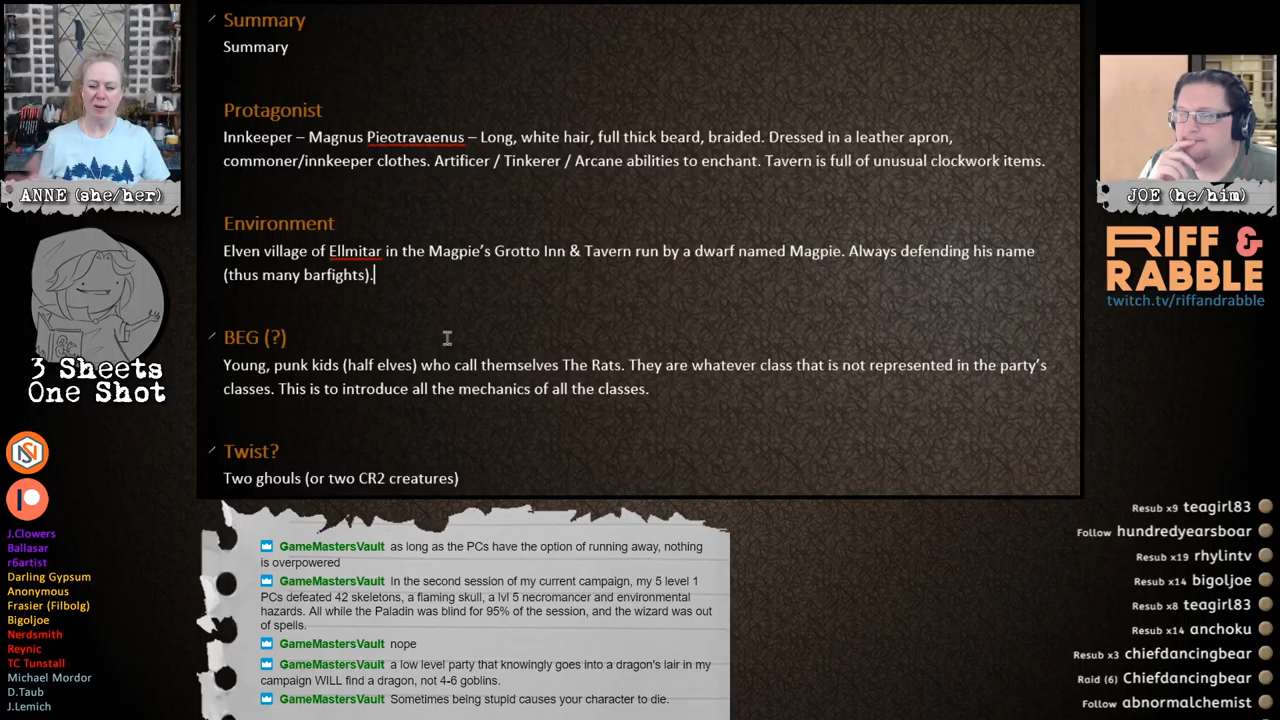 Summary
Summary
Protagonist
Innkeeper – Magnus Pieotravaenus – Long, white hair, full thick beard, braided. Dressed in a leather apron,
commoner/innkeeper clothes. Artificer / Tinkerer / Arcane abilities to enchant. Tavern is full of unusual clockwork items.
Environment
Elven village of Ellmitar in the Magpie's Grotto Inn & Tavern run by a dwarf named Magpie. Always defending his name
(thus many barfights).
BEG (?)
Young, punk kids (half elves) who call themselves The Rats. They are whatever class that is not represented in the party's
classes. This is to introduce all the mechanics of all the classes.
Twist?
Two ghouls (or two CR2 creatures)
ANNE (she/her)
3 Sheets
One Shot
J.Clowers
Ballasar
r6artist
Darling Gypsum
Anonymous
Frasier (Filbolg)
Bigoljoe
Nerdsmith
Reynic
TC Tunstall
Michael Mordor
D.Taub
J.Lemich
GameMastersVault as long as the PCs have the option of running away, nothing
is overpowered
GameMastersVault In the second session of my current campaign, my 5 level 1
PCs defeated 42 skeletons, a flaming skull, a lvl 5 necromancer and environmental
hazards. All while the Paladin was blind for 95% of the session, and the wizard was out
of spells.
GameMastersVault nope
GameMastersVault a low level party that knowingly goes into a dragon's lair in my
campaign WILL find a dragon, not 4-6 goblins.
GameMastersVault Sometimes being stupid causes your character to die.
JOE (he/him)
RIFF &
RABBLE
twitch.tv/riffandrabble
Resub x9 teagirl83
Follow hundredyearsboar
Resub x19 rhylintv
Resub x14 bigoljoe
Resub x8 teagirl83
Resub x14 anchoku
Resub x3 chiefdancingbear
Raid (6) Chiefdancingbear
Follow abnormalchemist